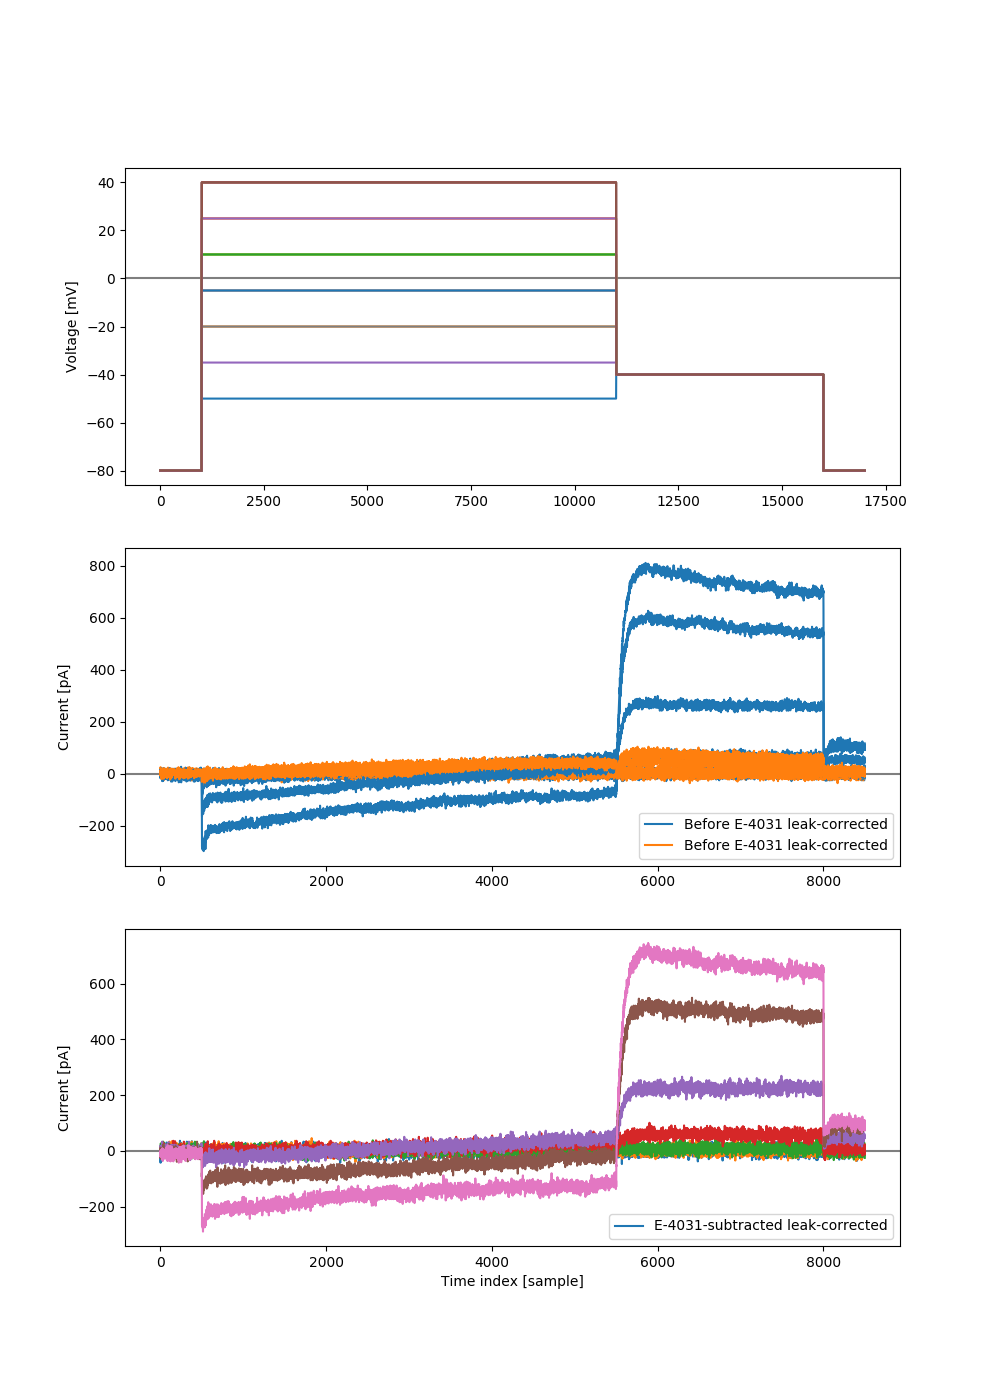 40
20
0
−20
−40
−60
−80
Voltage [mV]
0 2500 5000 7500 10000 12500 15000 17500
800
600
400
200
0
−200
Current [pA]
Before E-4031 leak-corrected
Before E-4031 leak-corrected
0 2000 4000 6000 8000
600
400
200
0
−200
Current [pA]
E-4031-subtracted leak-corrected
0 2000 4000 6000 8000
Time index [sample]